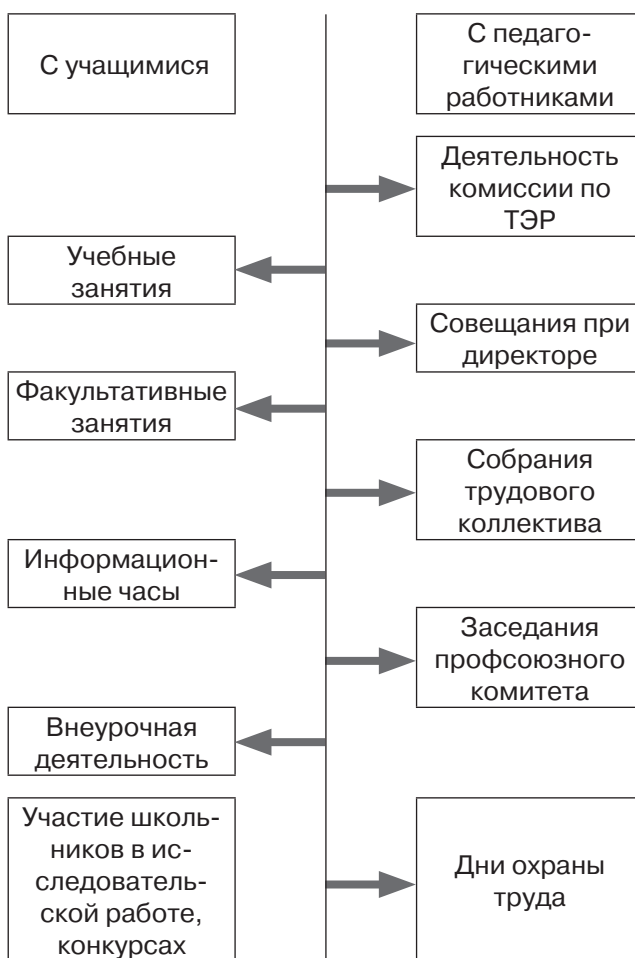 С учащимися
С педаго-
гическими
работниками
Деятельность
комиссии по
ТЭР
Учебные
занятия
Совещания при
директоре
Факультативные
занятия
Собрания
трудового
коллектива
Информацион-
ные часы
Заседания
профсоюзного
комитета
Внеурочная
деятельность
Участие школь-
ников в ис-
следователь-
ской работе,
конкурсах
Дни охраны
труда